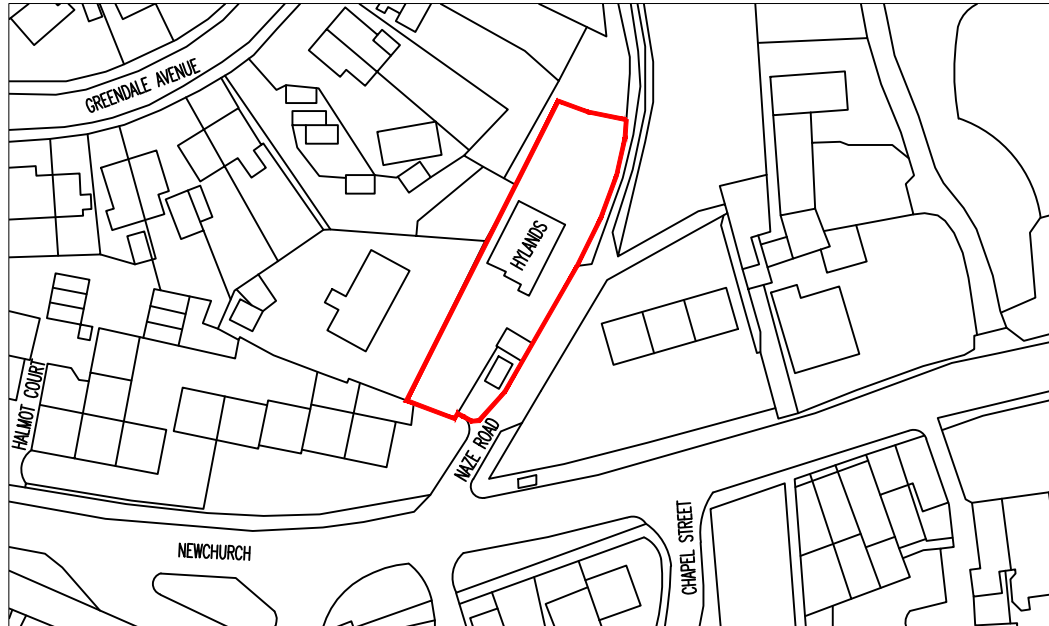 GREENDALE AVENUE
HYLANDS
HALMOT COURT
NAZE ROAD
NEWCHURCH
CHAPEL STREET